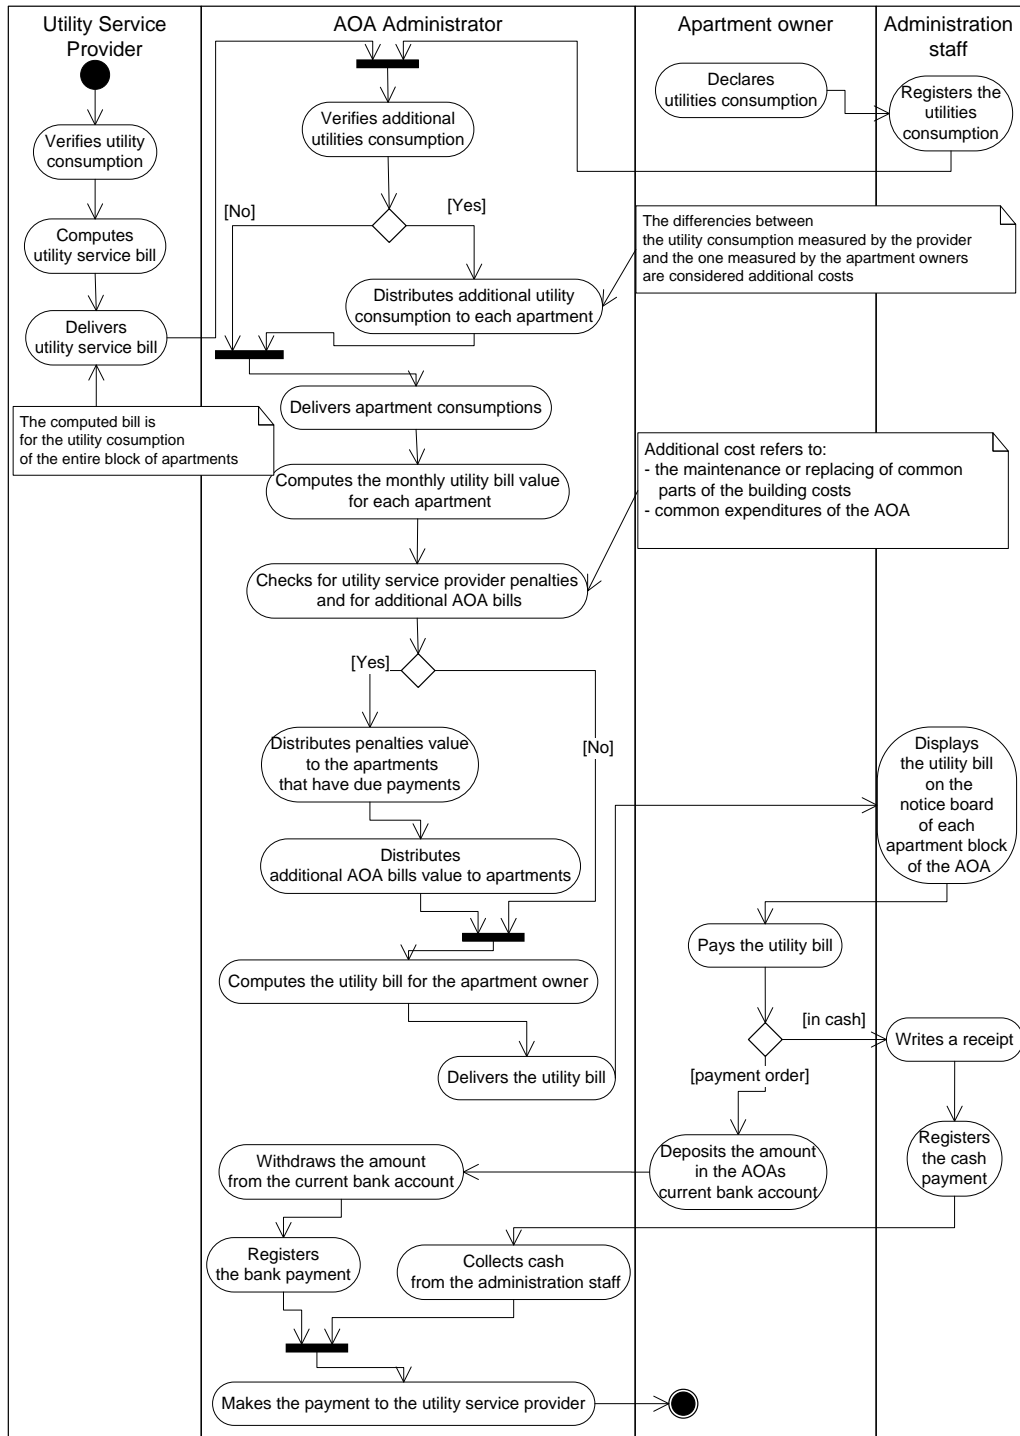 Utility Service
Provider
AOA Administrator
Apartment owner
Administration
staff
Declares
utilities consumption
Registers the
utilities
consumption
Verifies utility
consumption
Verifies additional
utilities consumption
[No]
[Yes]
Computes
utility service bill
The differencies between
the utility consumption measured by the provider
and the one measured by the apartment owners
are considered additional costs
Distributes additional utility
consumption to each apartment
Delivers
utility service bill
Delivers apartment consumptions
The computed bill is
for the utility cosumption
of the entire block of apartments
Additional cost refers to:
- the maintenance or replacing of common
parts of the building costs
- common expenditures of the AOA
Computes the monthly utility bill value
for each apartment
Checks for utility service provider penalties
and for additional AOA bills
[Yes]
[No]
Distributes penalties value
to the apartments
that have due payments
Displays
the utility bill
on the
notice board
of each
apartment block
of the AOA
Distributes
additional AOA bills value to apartments
Pays the utility bill
Computes the utility bill for the apartment owner
[in cash]
Writes a receipt
Delivers the utility bill
[payment order]
Deposits the amount
in the AOAs
current bank account
Registers
the cash
payment
Withdraws the amount
from the current bank account
Registers
the bank payment
Collects cash
from the administration staff
Makes the payment to the utility service provider